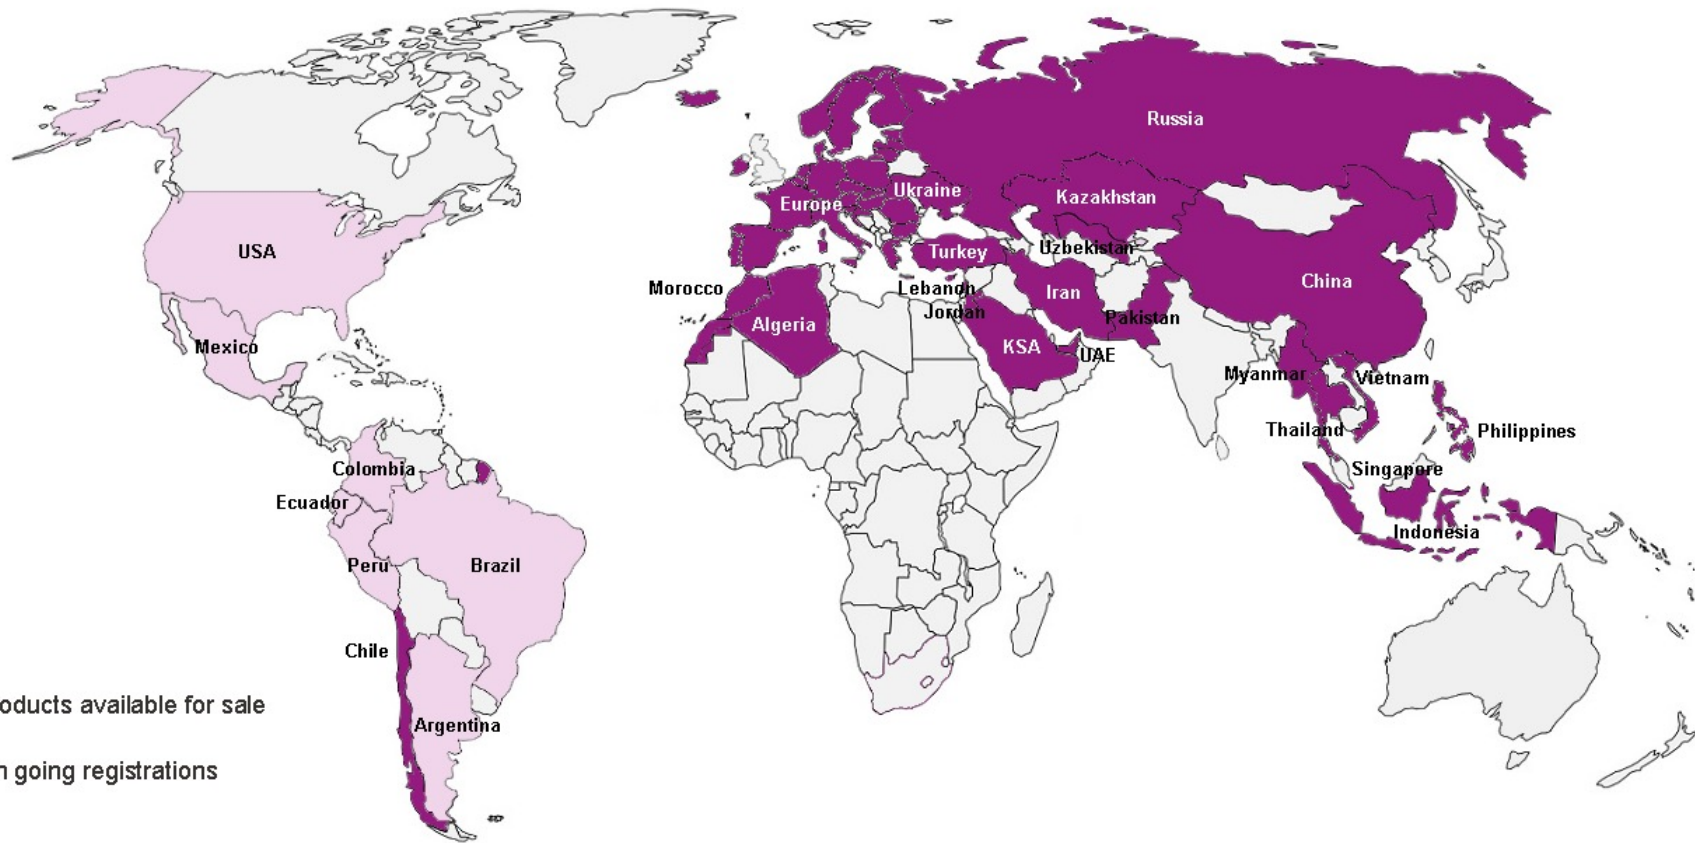 Russia
Ukraine
Kazakhstan
Europe
USA
Uzbekistan
Turkey
China
Morocco
Lebanon
Iran
Jordan
Pakistan
Algeria
Mexico
KSA
UAE
Myanmar
Vietnam
Thailand
Philippines
Colombia
Singapore
Ecuador
Indonesia
Peru
Brazil
Chile
oducts available for sale
Argentina
n going registrations